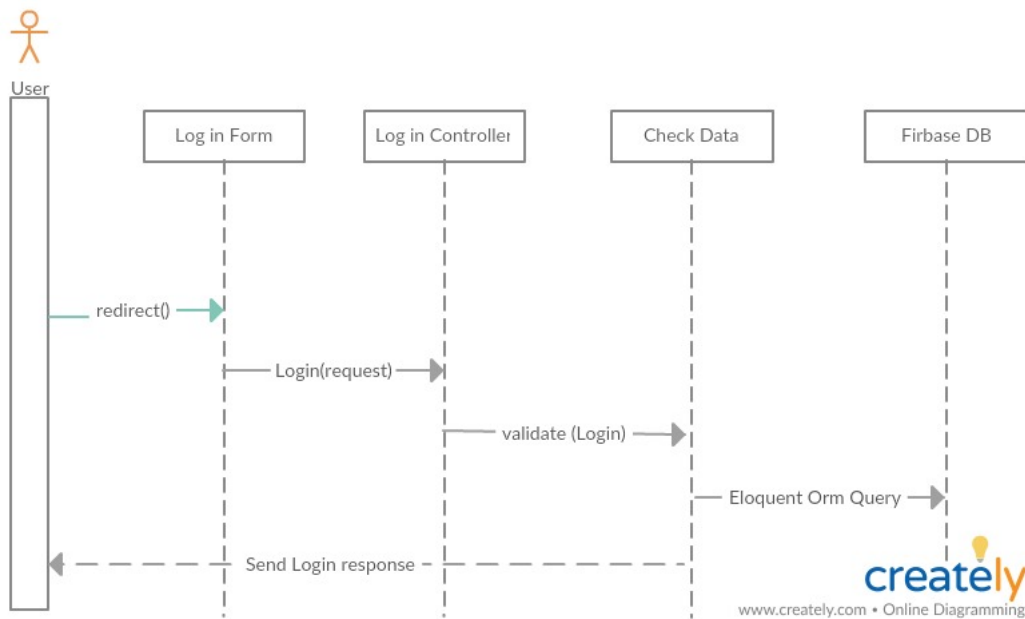 User
Log in Form
Log in Controller
Check Data
Firbase DB
redirect()
Login(request)
validate (Login)
Eloquent Orm Query
Send Login response
creately
www.creately.com • Online Diagramming